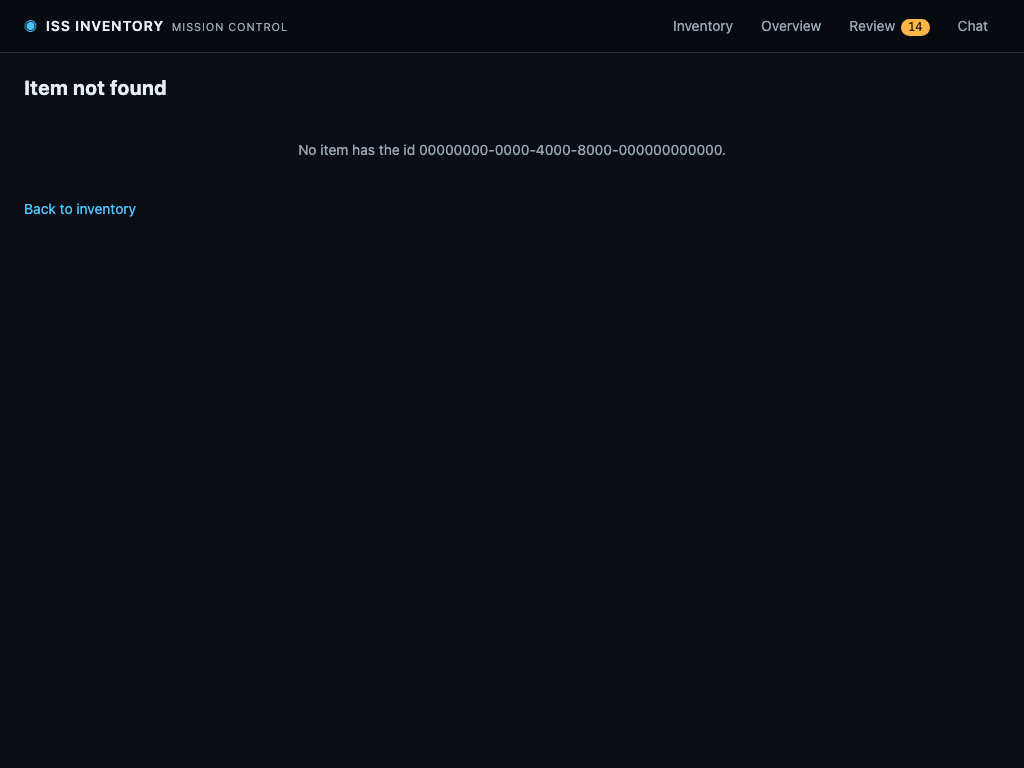 ISS INVENTORY MISSION CONTROL Inventory Overview Review 14 Chat
Item not found
No item has the id 00000000-0000-4000-8000-000000000000.
Back to inventory